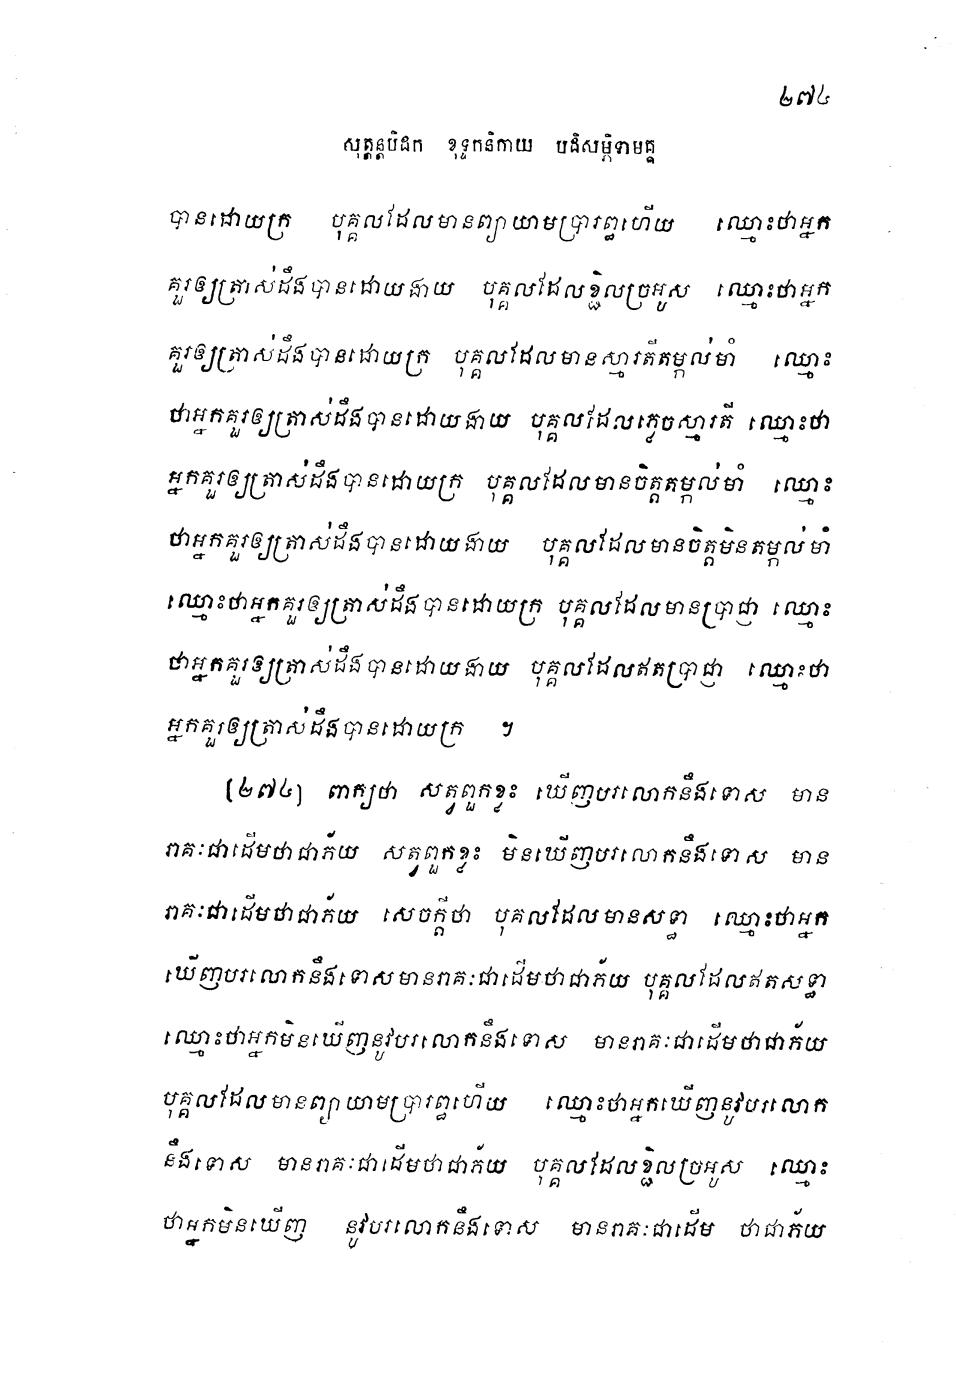 ២៧៤
សុត្តន្តបិដក ខុទ្ទកនិកាយ បដិសម្ភិទាមគ្គ
បានដោយក្រ បុគ្គលដែលមានព្យាយាមប្រារព្ធហើយ ឈ្មោះថាអ្នក
គួរឲ្យត្រាស់ដឹងបានដោយងាយ បុគ្គលដែលខ្ជិលច្រអូស ឈ្មោះថាអ្នក
គួរឲ្យត្រាស់ដឹងបានដោយក្រ បុគ្គលដែលមានស្មារតីតម្កល់មាំ ឈ្មោះ
ថាអ្នកគួរឲ្យត្រាស់ដឹងបានដោយងាយ បុគ្គលដែលភ្លេចស្មារតី ឈ្មោះថា
អ្នកគួរឲ្យត្រាស់ដឹងបានដោយក្រ បុគ្គលដែលមានចិត្តតម្កល់មាំ ឈ្មោះ
ថាអ្នកគួរឲ្យត្រាស់ដឹងបានដោយងាយ បុគ្គលដែលមានចិត្តមិនតម្កល់មាំ
ឈ្មោះថាអ្នកគួរឲ្យត្រាស់ដឹងបានដោយក្រ បុគ្គលដែលមានប្រាជ្ញា ឈ្មោះ
ថាអ្នកគួរឲ្យត្រាស់ដឹងបានដោយងាយ បុគ្គលដែលឥតប្រាជ្ញា ឈ្មោះថា
អ្នកគួរឲ្យត្រាស់ដឹងបានដោយក្រ ។
(២៧៤) ពាក្យថា សត្វពួកខ្លះ ឃើញបរលោកនឹងទោស មាន
រាគៈជាដើមថាជាភ័យ សត្វពួកខ្លះ មិនឃើញបរលោកនឹងទោស មាន
រាគៈជាដើមថាជាភ័យ សេចក្តីថា បុគលដែលមានសទ្ធា ឈ្មោះថាអ្នក
ឃើញបរលោកនឹងទោសមានរាគៈជាដើមថាជាភ័យ បុគ្គលដែលឥតសទ្ធា
ឈ្មោះថាអ្នកមិនឃើញនូវបរលោកនឹងទោស មានរាគៈជាដើមថាជាភ័យ
បុគ្គលដែលមានព្យាយាមប្រារព្ធហើយ ឈ្មោះថាអ្នកឃើញនូវបរលោក
នឹងទោស មានរាគៈជាដើមថាជាភ័យ បុគ្គលដែលខ្ជិលច្រអូស ឈ្មោះ
ថាអ្នកមិនឃើញ នូវបរលោកនឹងទោស មានរាគៈជាដើម ថាជាភ័យ